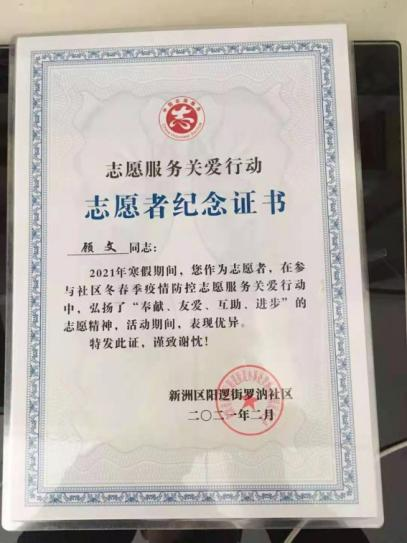 志愿服务关爱行动
志愿者纪念证书
顾文 同志:
2021年寒假期间,您作为志愿者,在参
与社区冬春季疫情防控志愿服务关爱行动
中,弘扬了“奉献、友爱、互助、进步”的
志愿精神,活动期间,表现优异。
特发此证,谨致谢忱!
新洲区阳逻街罗汭社区
二〇二一年二月